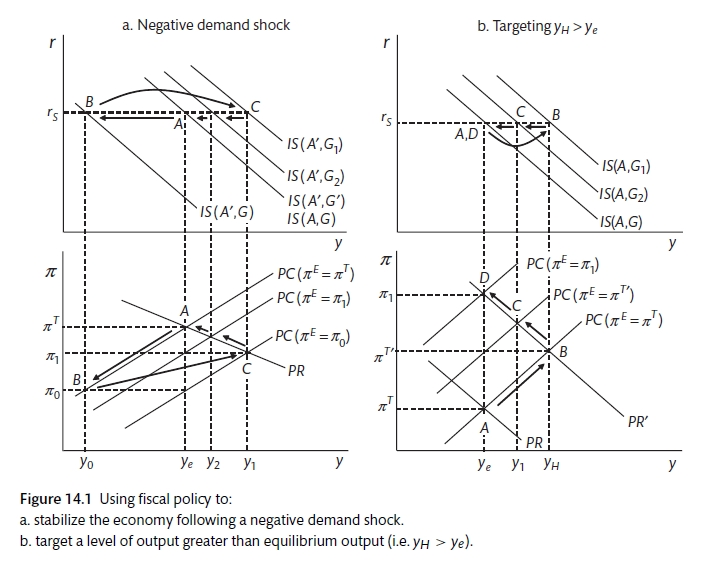 a. Negative demand shock
r
rS
B
A
C
IS(A′,G1)
IS(A′,G2)
IS(A′,G′)
IS(A,G)
IS(A′,G)
y
π
πT
π1
π0
A
B
C
PC(πE = πT)
PC(πE = π1)
PC(πE = π0)
PR
y0
ye
y2
y1
y
b. Targeting yH > ye
r
rS
A,D
C
B
IS(A,G1)
IS(A,G2)
IS(A,G)
y
π
π1
πT′
πT
D
C
B
A
PC(πE = π1)
PC(πE = πT′)
PC(πE = πT)
PR′
PR
ye
y1
yH
y
Figure 14.1 Using fiscal policy to:
a. stabilize the economy following a negative demand shock.
b. target a level of output greater than equilibrium output (i.e. yH > ye).